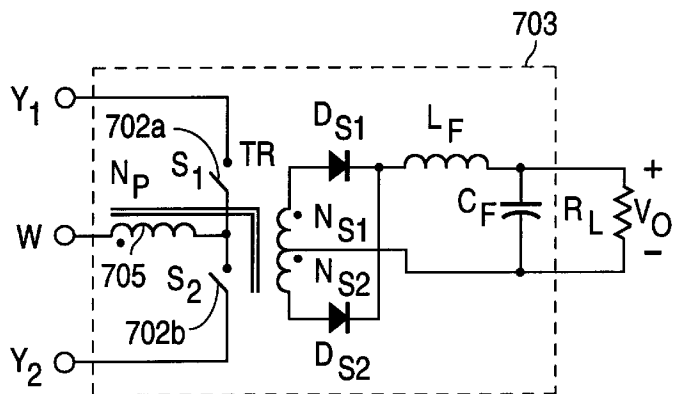 703
Y1
702a
S1
TR
DS1
LF
NP
W
705
NS1
NS2
CF
RL
+
VO
−
S2
702b
Y2
DS2